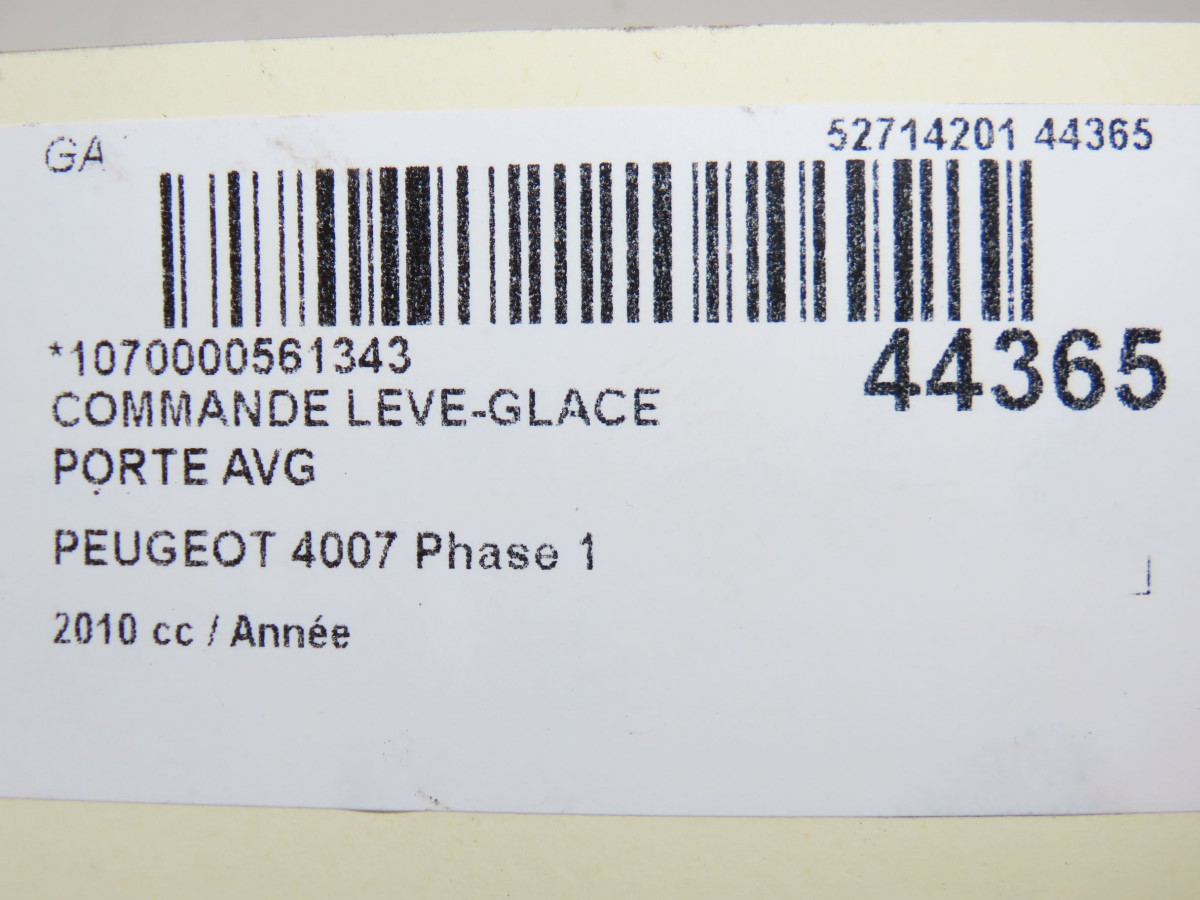 GA
52714201 44365
*1070000561343
44365
COMMANDE LEVE-GLACE
PORTE AVG
PEUGEOT 4007 Phase 1
2010 cc / Année